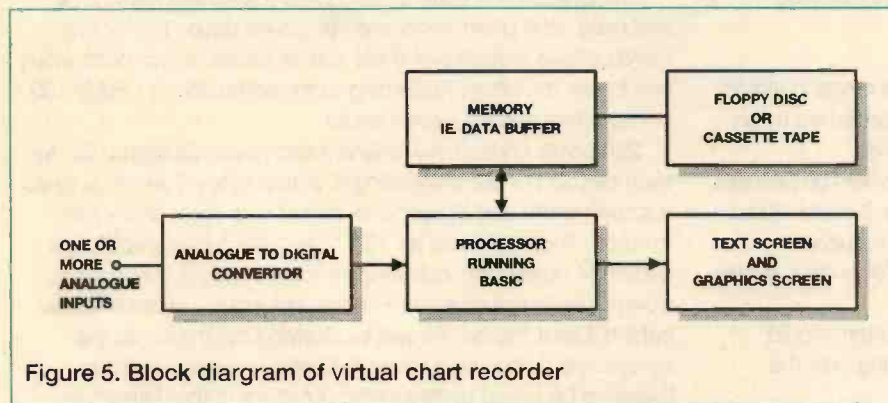 MEMORY
IE. DATA BUFFER
FLOPPY DISC
OR
CASSETTE TAPE
ONE OR
MORE
ANALOGUE
INPUTS
ANALOGUE TO DIGITAL
CONVERTOR
PROCESSOR
RUNNING
BASIC
TEXT SCREEN
AND
GRAPHICS SCREEN
Figure 5. Block diargram of virtual chart recorder